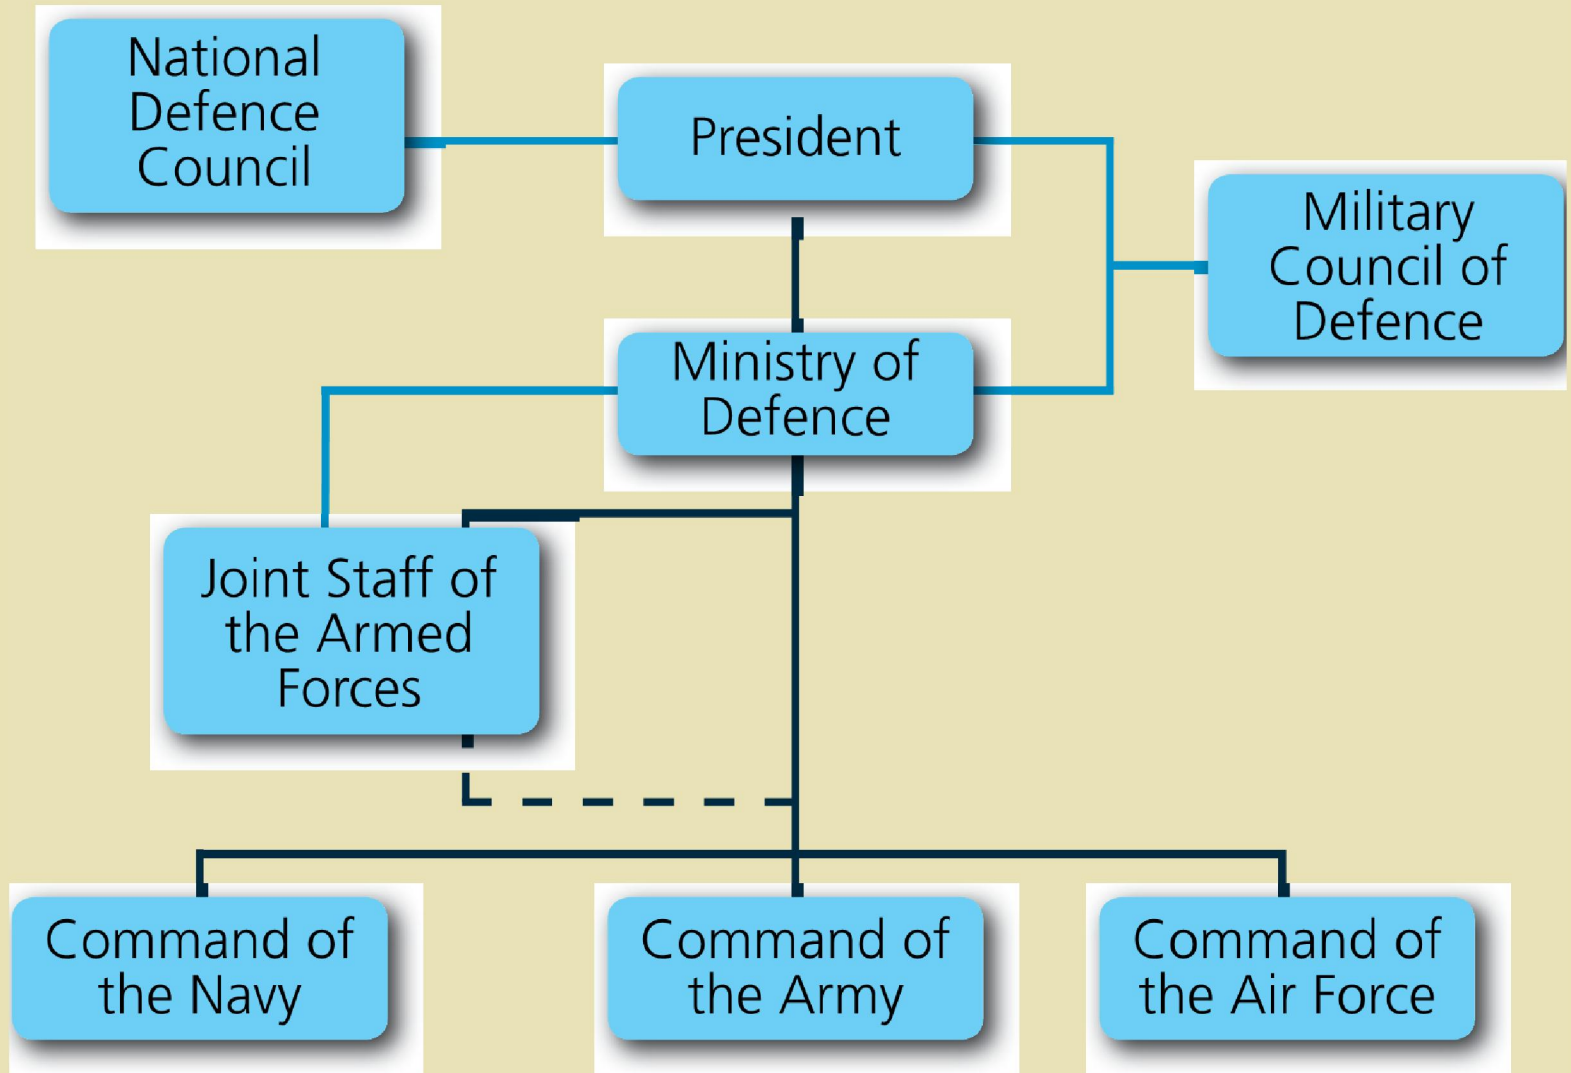 National
Defence
Council
President
Military
Council of
Defence
Ministry of
Defence
Joint Staff of
the Armed
Forces
Command of
the Navy
Command of
the Army
Command of
the Air Force